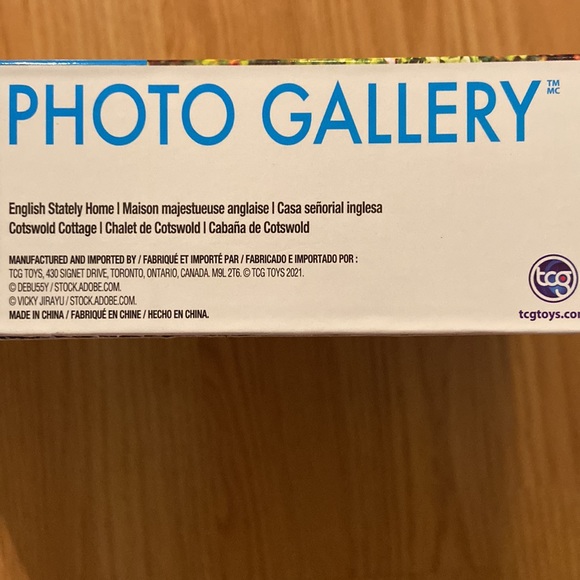 PHOTO GALLERY™
MC
English Stately Home | Maison majestueuse anglaise | Casa señorial inglesa
Cotswold Cottage | Chalet de Cotswold | Cabaña de Cotswold
MANUFACTURED AND IMPORTED BY / FABRIQUÉ ET IMPORTÉ PAR / FABRICADO E IMPORTADO POR :
TCG TOYS, 430 SIGNET DRIVE, TORONTO, ONTARIO, CANADA. M9L 2T6. © TCG TOYS 2021.
© DEBU55Y / STOCK.ADOBE.COM.
© VICKY JIRAYU / STOCK.ADOBE.COM.
MADE IN CHINA / FABRIQUÉ EN CHINE / HECHO EN CHINA.
tcg
tcgtoys.com